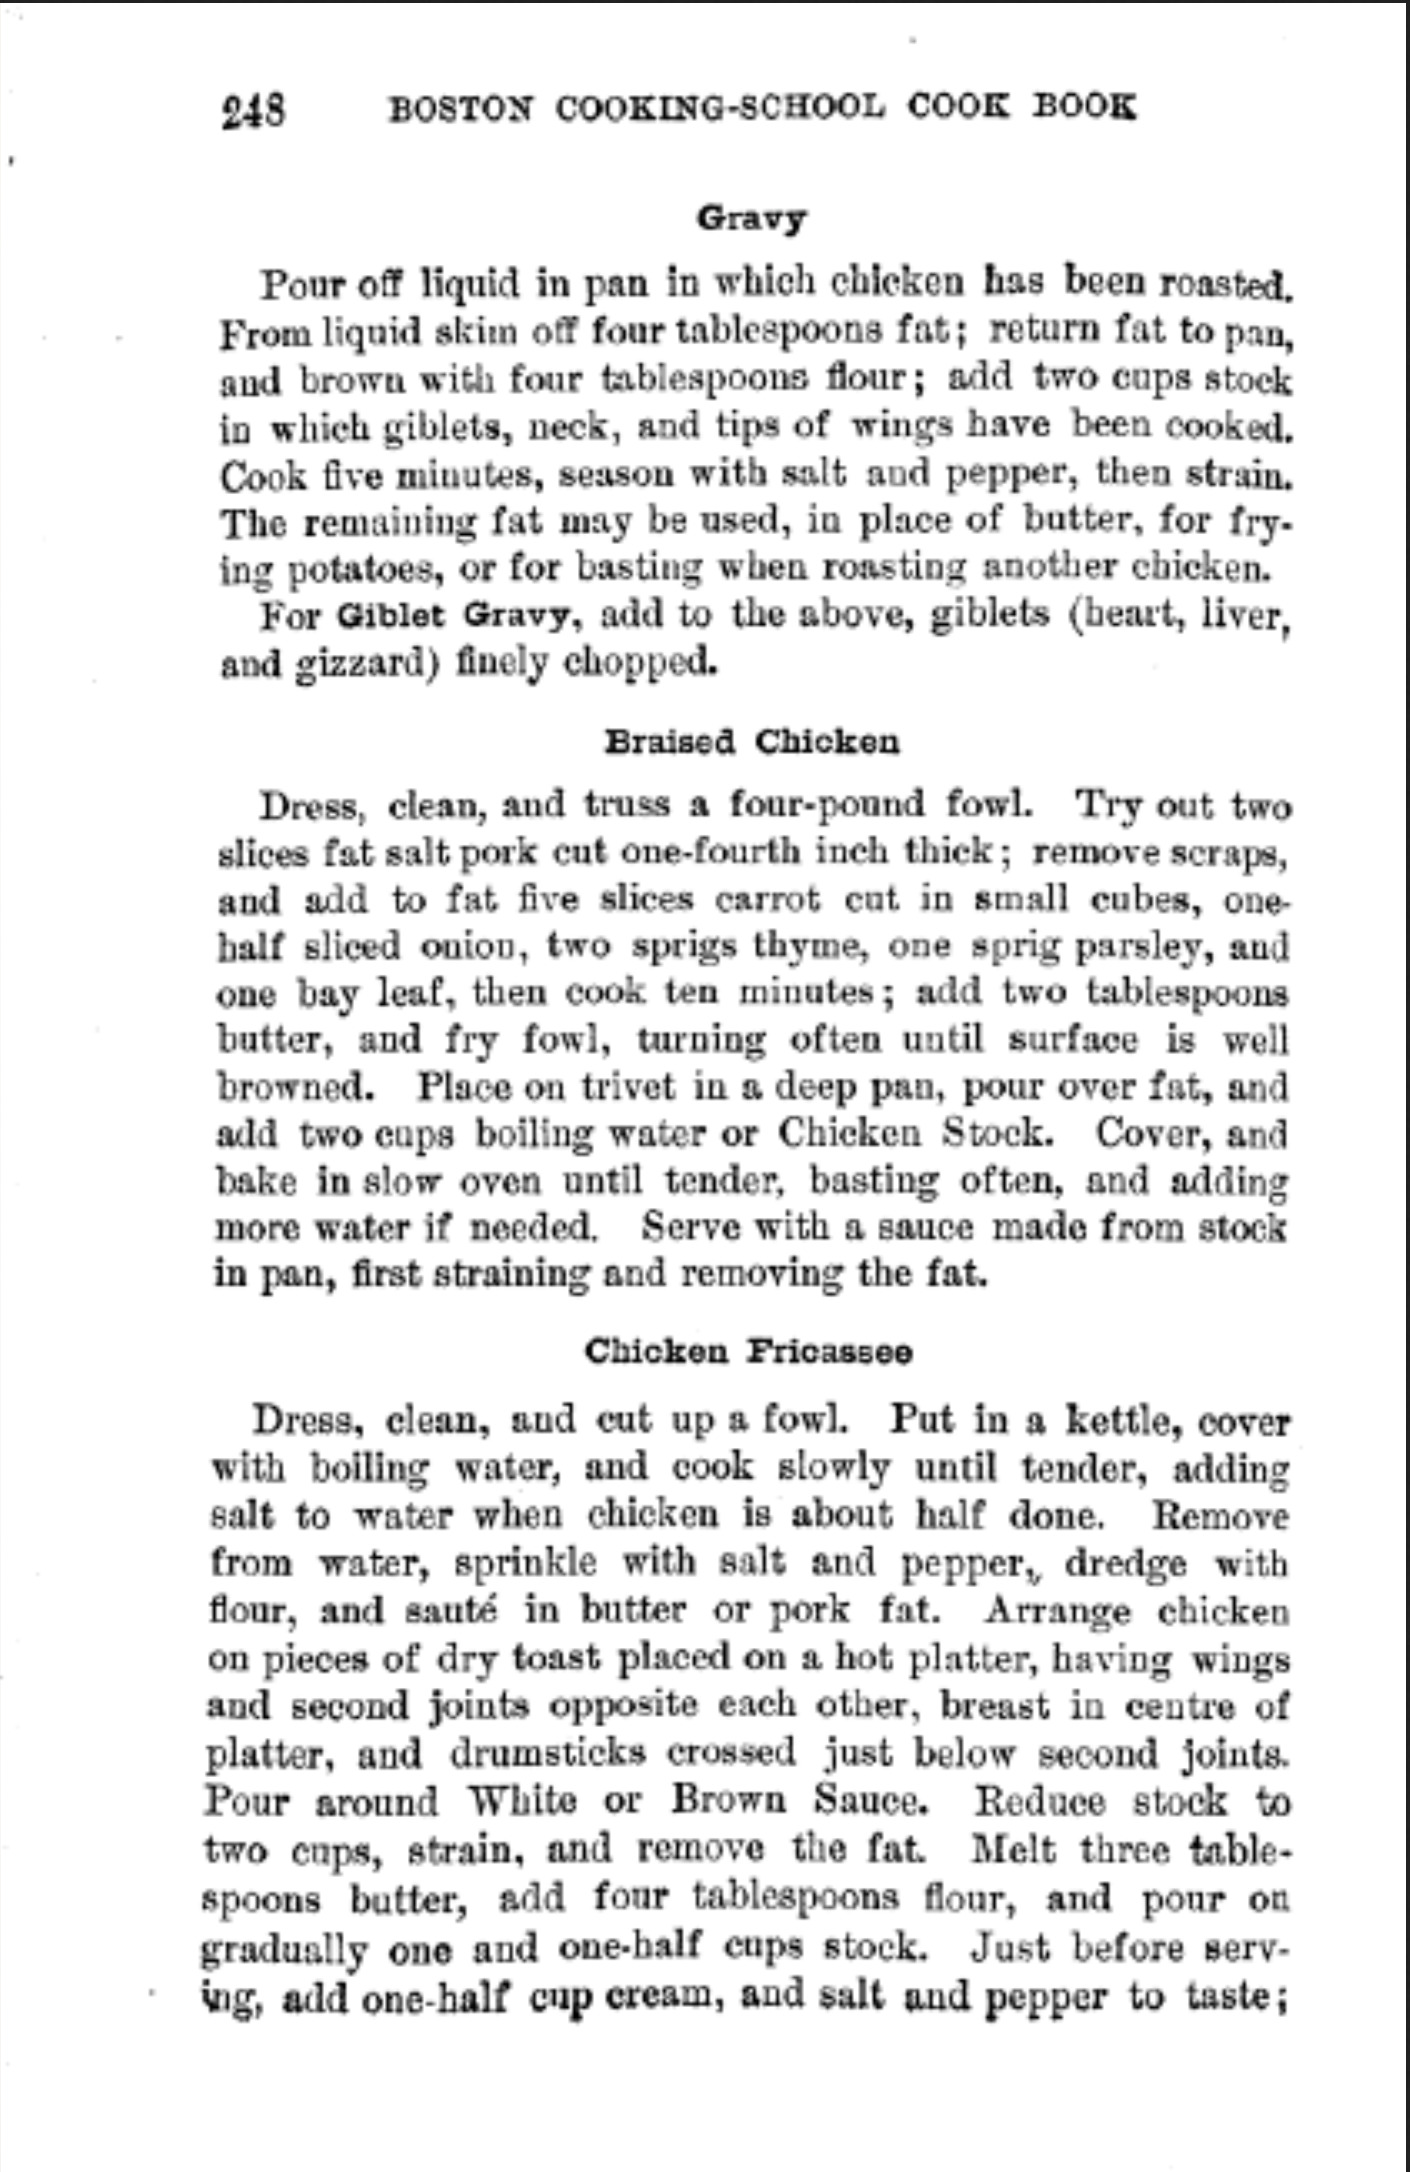 248 BOSTON COOKING-SCHOOL COOK BOOK
Gravy
Pour off liquid in pan in which chicken has been roasted.
From liquid skim off four tablespoons fat; return fat to pan,
and brown with four tablespoons flour; add two cups stock
in which giblets, neck, and tips of wings have been cooked.
Cook five minutes, season with salt and pepper, then strain.
The remaining fat may be used, in place of butter, for fry-
ing potatoes, or for basting when roasting another chicken.
For Giblet Gravy, add to the above, giblets (heart, liver,
and gizzard) finely chopped.
Braised Chicken
Dress, clean, and truss a four-pound fowl. Try out two
slices fat salt pork cut one-fourth inch thick; remove scraps,
and add to fat five slices carrot cut in small cubes, one-
half sliced onion, two sprigs thyme, one sprig parsley, and
one bay leaf, then cook ten minutes; add two tablespoons
butter, and fry fowl, turning often until surface is well
browned. Place on trivet in a deep pan, pour over fat, and
add two cups boiling water or Chicken Stock. Cover, and
bake in slow oven until tender, basting often, and adding
more water if needed. Serve with a sauce made from stock
in pan, first straining and removing the fat.
Chicken Fricassee
Dress, clean, and cut up a fowl. Put in a kettle, cover
with boiling water, and cook slowly until tender, adding
salt to water when chicken is about half done. Remove
from water, sprinkle with salt and pepper, dredge with
flour, and sauté in butter or pork fat. Arrange chicken
on pieces of dry toast placed on a hot platter, having wings
and second joints opposite each other, breast in centre of
platter, and drumsticks crossed just below second joints.
Pour around White or Brown Sauce. Reduce stock to
two cups, strain, and remove the fat. Melt three table-
spoons butter, add four tablespoons flour, and pour on
gradually one and one-half cups stock. Just before serv-
ing, add one-half cup cream, and salt and pepper to taste;